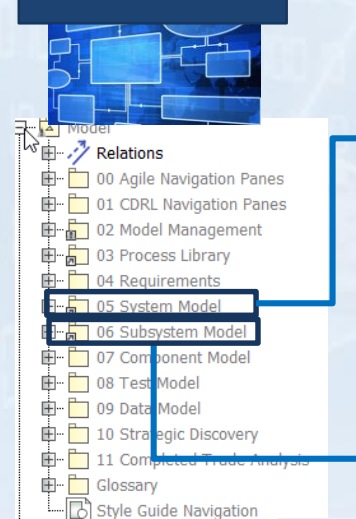 Model
Relations
00 Agile Navigation Panes
01 CDRL Navigation Panes
02 Model Management
03 Process Library
04 Requirements
05 System Model
06 Subsystem Model
07 Component Model
08 Test Model
09 Data Model
10 Strategic Discovery
11 Completed Trade Analysis
Glossary
Style Guide Navigation